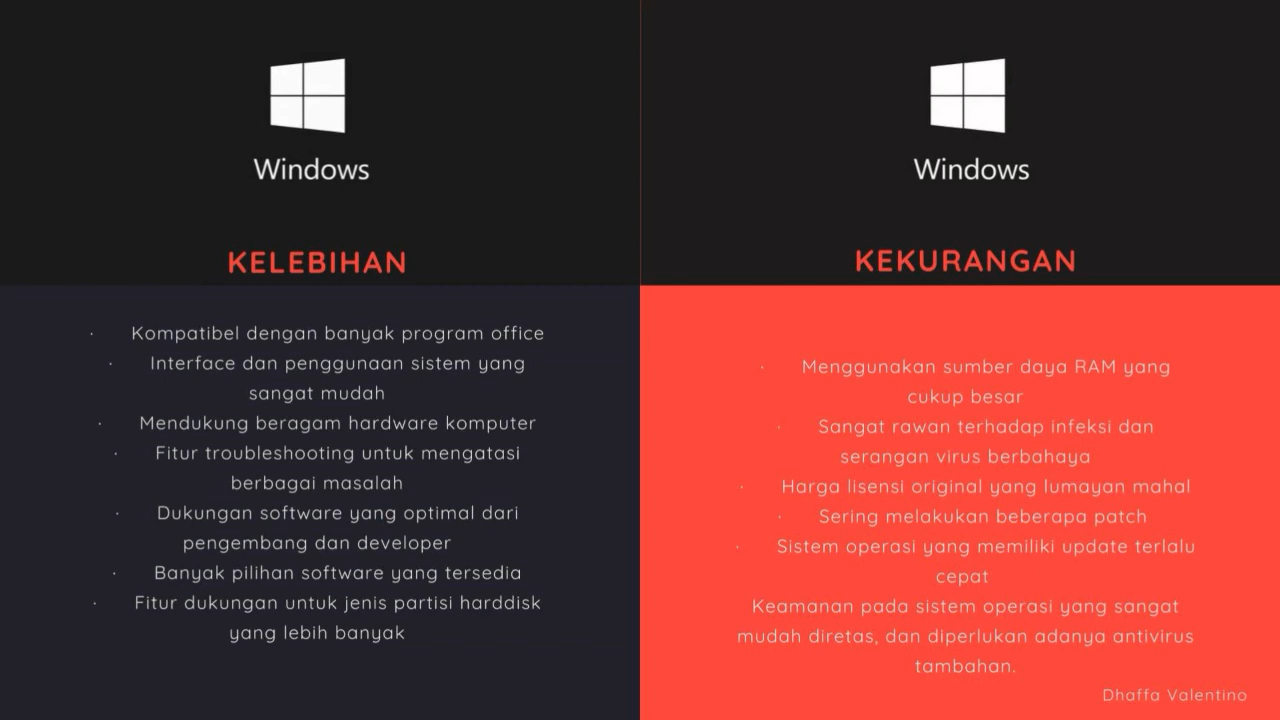 Windows
KELEBIHAN
· Kompatibel dengan banyak program office
· Interface dan penggunaan sistem yang
sangat mudah
· Mendukung beragam hardware komputer
· Fitur troubleshooting untuk mengatasi
berbagai masalah
· Dukungan software yang optimal dari
pengembang dan developer
· Banyak pilihan software yang tersedia
· Fitur dukungan untuk jenis partisi harddisk
yang lebih banyak
Windows
KEKURANGAN
· Menggunakan sumber daya RAM yang
cukup besar
· Sangat rawan terhadap infeksi dan
serangan virus berbahaya
· Harga lisensi original yang lumayan mahal
· Sering melakukan beberapa patch
· Sistem operasi yang memiliki update terlalu
cepat
Keamanan pada sistem operasi yang sangat
mudah diretas, dan diperlukan adanya antivirus
tambahan.
Dhaffa Valentino